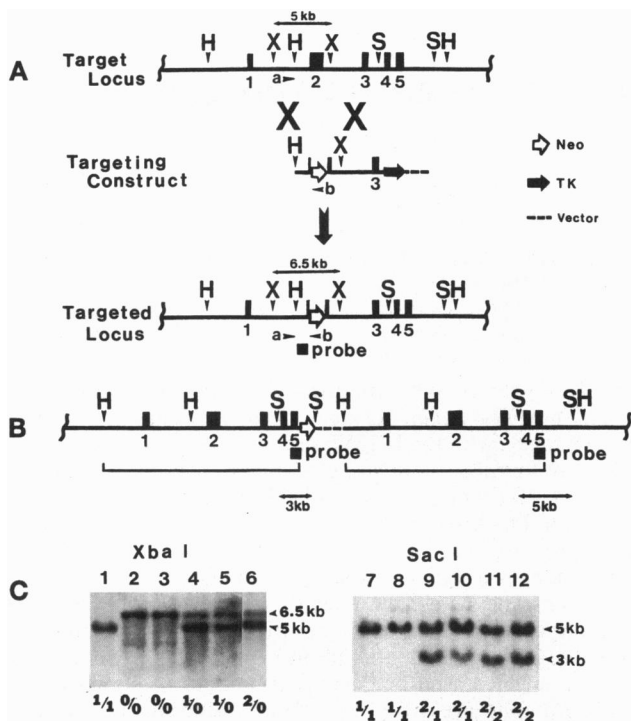 5 kb
H X H X S SH
A Target Locus
1 a 2 3 4 5
X X
H X
Targeting Construct
b 3
Neo
TK
Vector
6.5 kb
H X H X S SH
Targeted Locus
1 a b 3 4 5
probe
H H S S H H S SH
B
1 2 3 4 5 1 2 3 4 5
probe probe
3kb 5kb
Xba I Sac I
C
1 2 3 4 5 6 7 8 9 10 11 12
6.5 kb
5 kb
5kb
3kb
1/1 0/0 0/0 1/0 1/0 2/0 1/1 1/1 2/1 2/1 2/2 2/2